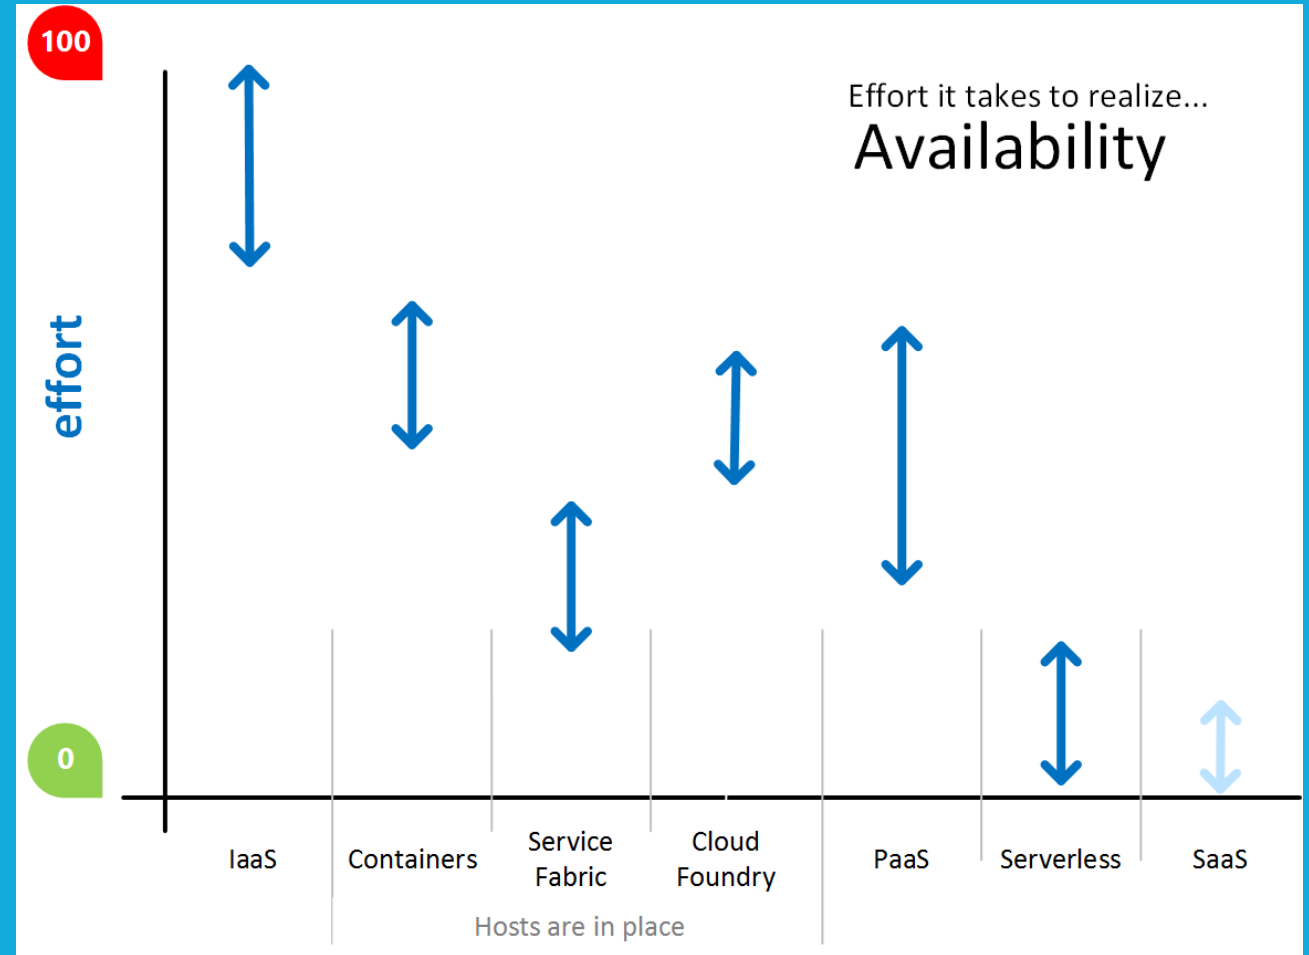 100
Effort it takes to realize...
Availability
effort
0
IaaS
Containers
Service
Fabric
Cloud
Foundry
PaaS
Serverless
SaaS
Hosts are in place